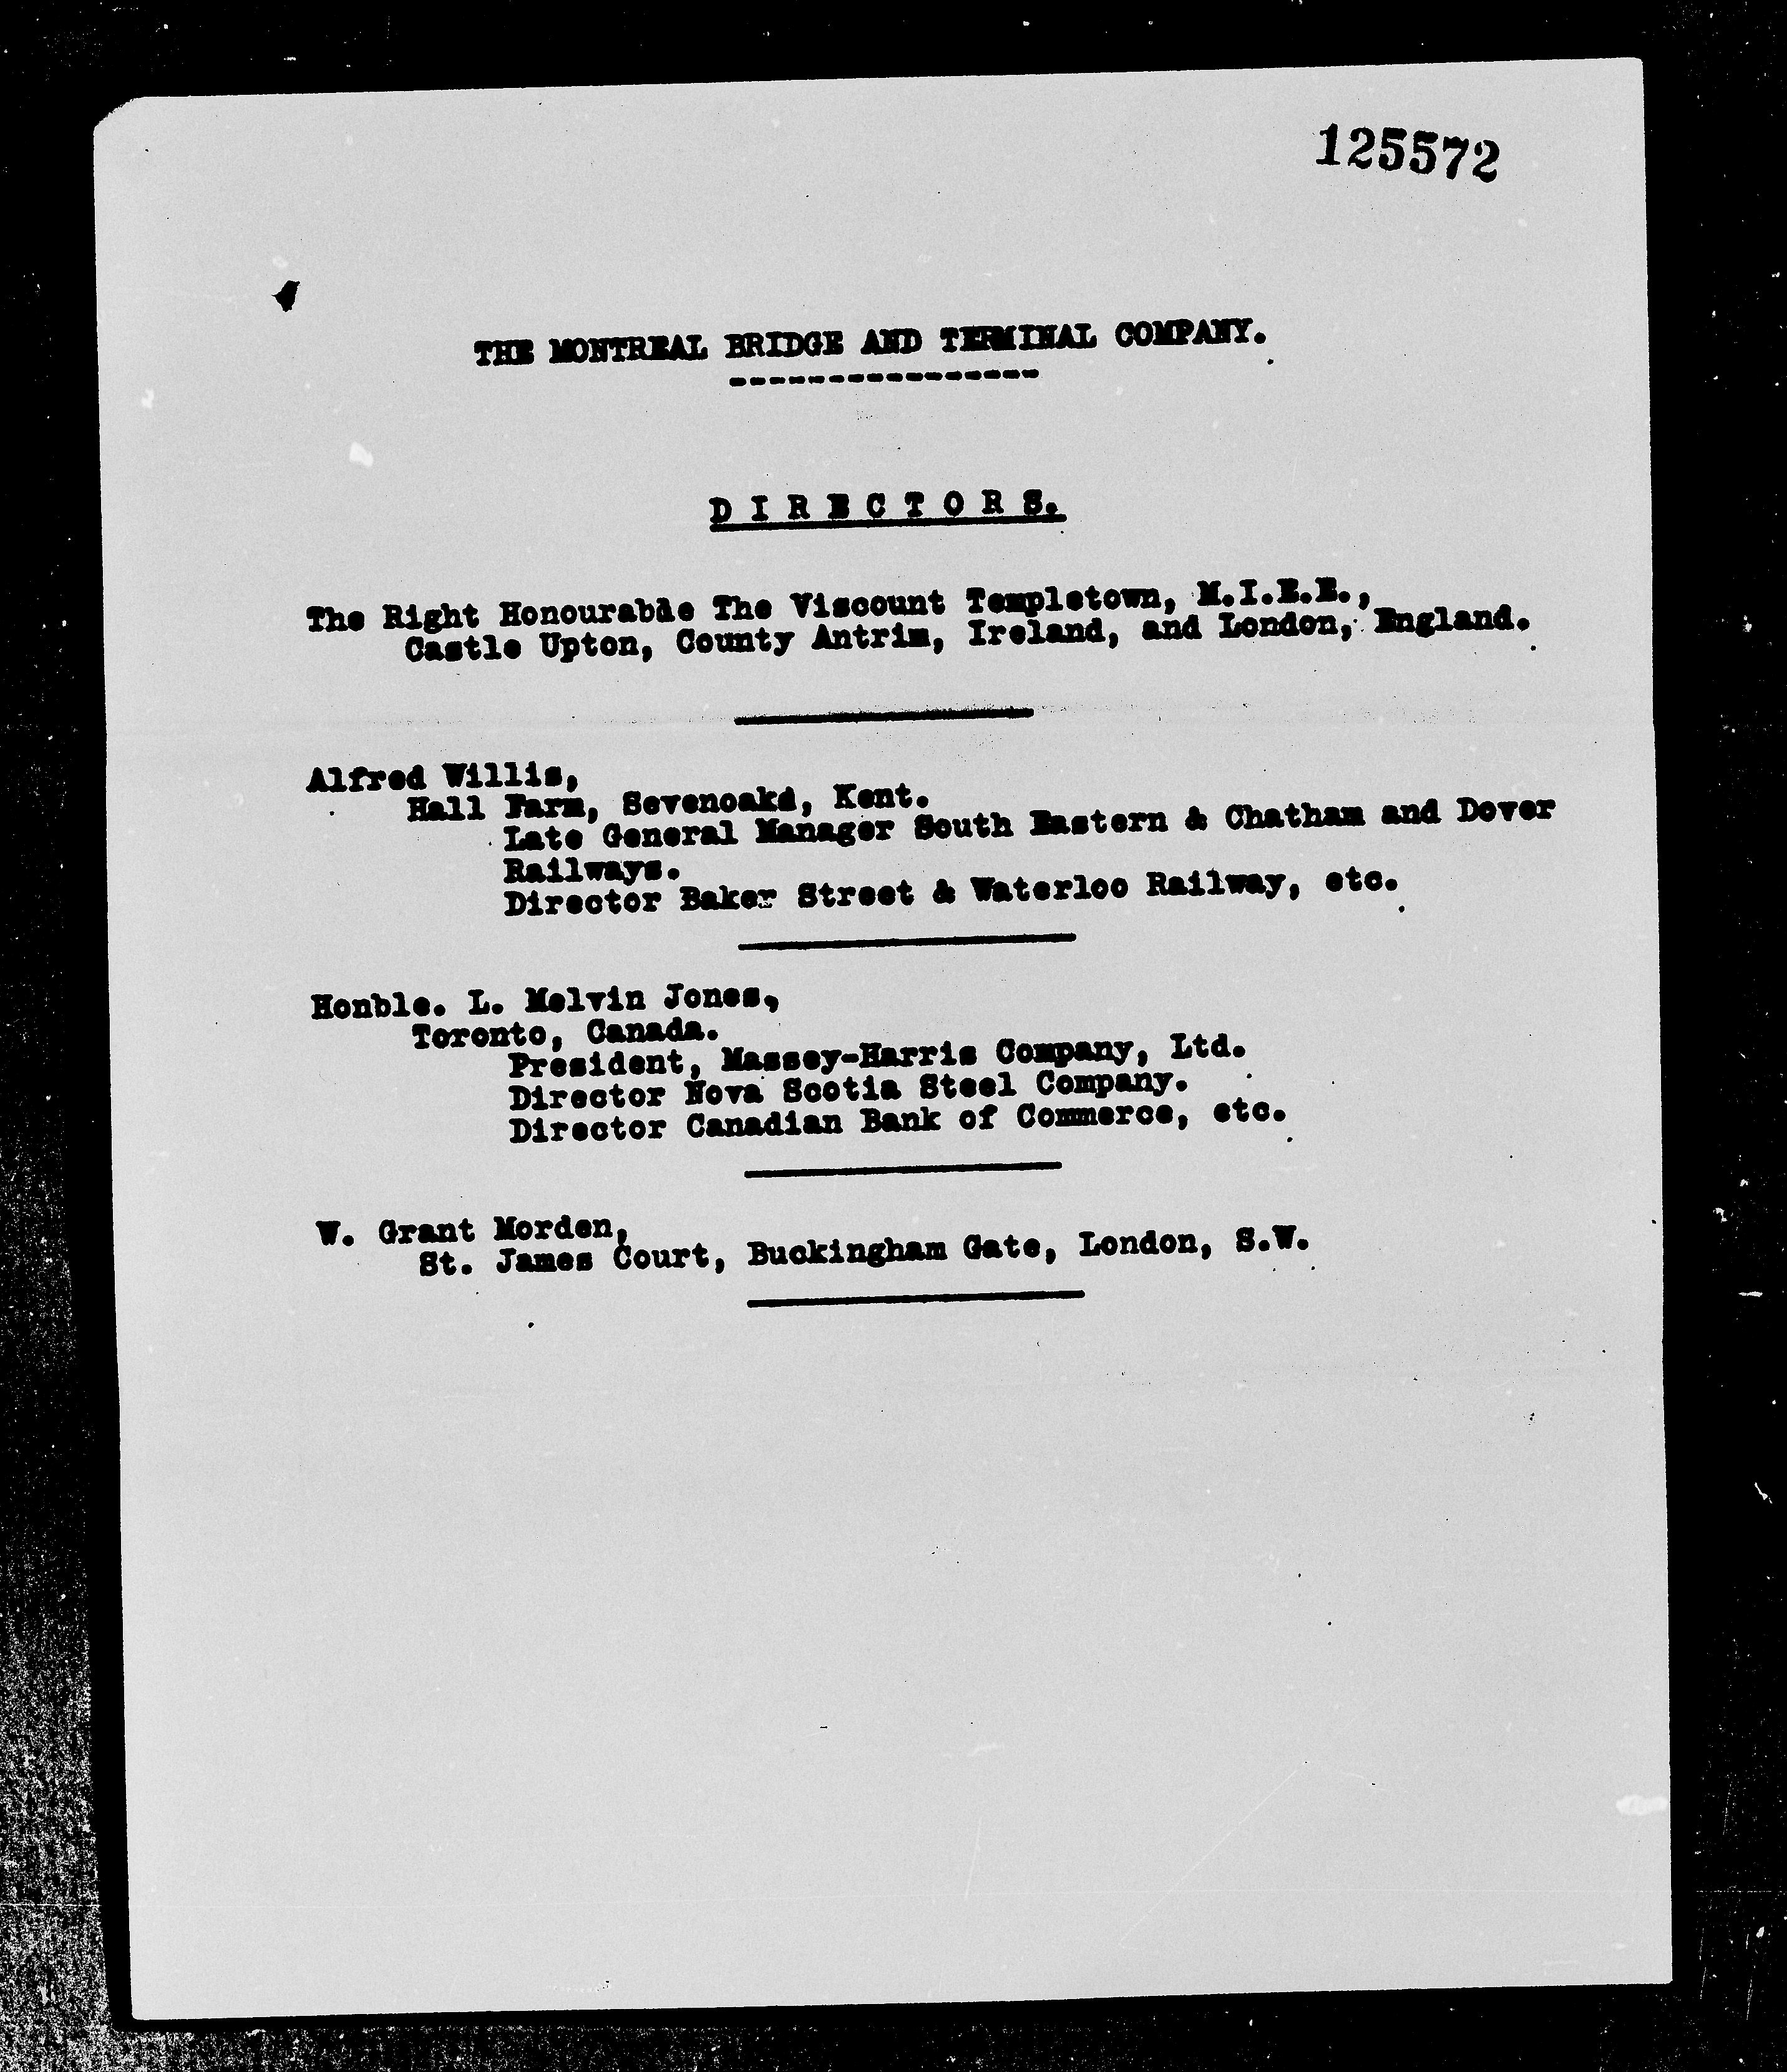 125572
THE MONTREAL BRIDGE AND TERMINAL COMPANY.
----------------
D I R E C T O R S.
The Right Honourabde The Viscount Templetown, M.I.E.E.,
Castle Upton, County Antrim, Ireland, and London, England.
Alfred Willis,
Hall Farm, Sevenoakd, Kent.
Late General Manager South Eastern & Chatham and Dover
Railways.
Director Baker Street & Waterloo Railway, etc.
Honble. L. Melvin Jones,
Toronto, Canada.
President, Massey-Harris Company, Ltd.
Director Nova Scotia Steel Company.
Director Canadian Bank of Commerce, etc.
W. Grant Morden,
St. James Court, Buckingham Gate, London, S.W.